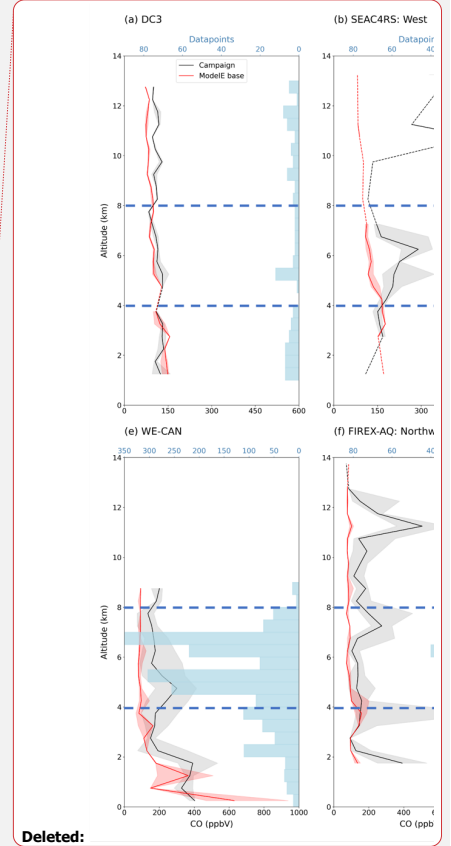 (a) DC3
(b) SEAC4RS: West
Datapoints
80 60 40 20 0
80 60 40
Campaign
ModelE base
Altitude (km)
14
12
10
8
6
4
2
0
14
12
10
8
6
4
2
0
0 150 300 450 600
0 150 300
(e) WE-CAN
(f) FIREX-AQ: Northw
350 300 250 200 150 100 50 0
80 60 40
Altitude (km)
14
12
10
8
6
4
2
0
14
12
10
8
6
4
2
0
0 200 400 600 800 1000
0 200 400
CO (ppbV)
CO (ppb
Deleted: